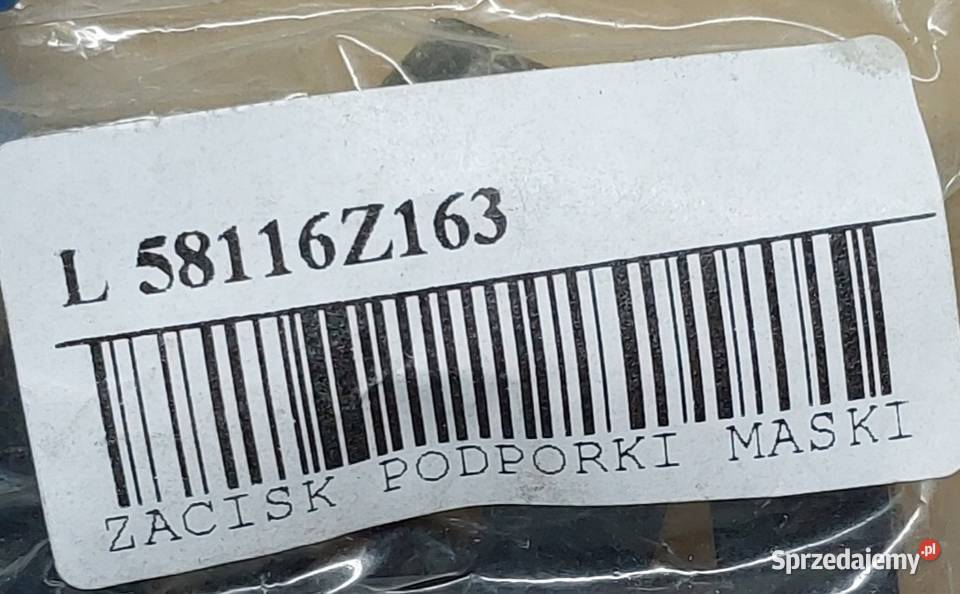 L 58116Z163
ZACISK PODPORKI MASKI
Sprzedajemy.pl